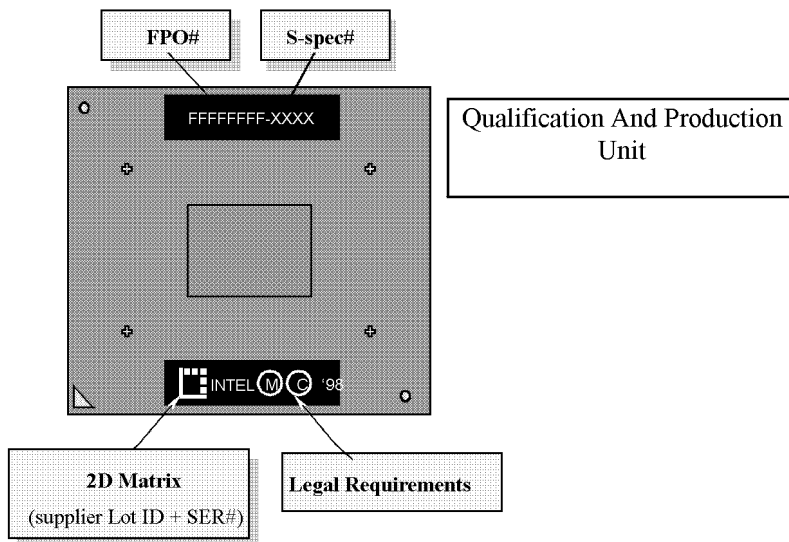 FPO#
S-spec#
FFFFFFFF-XXXX
Qualification And Production
Unit
INTEL M C '98
2D Matrix
(supplier Lot ID + SER#)
Legal Requirements